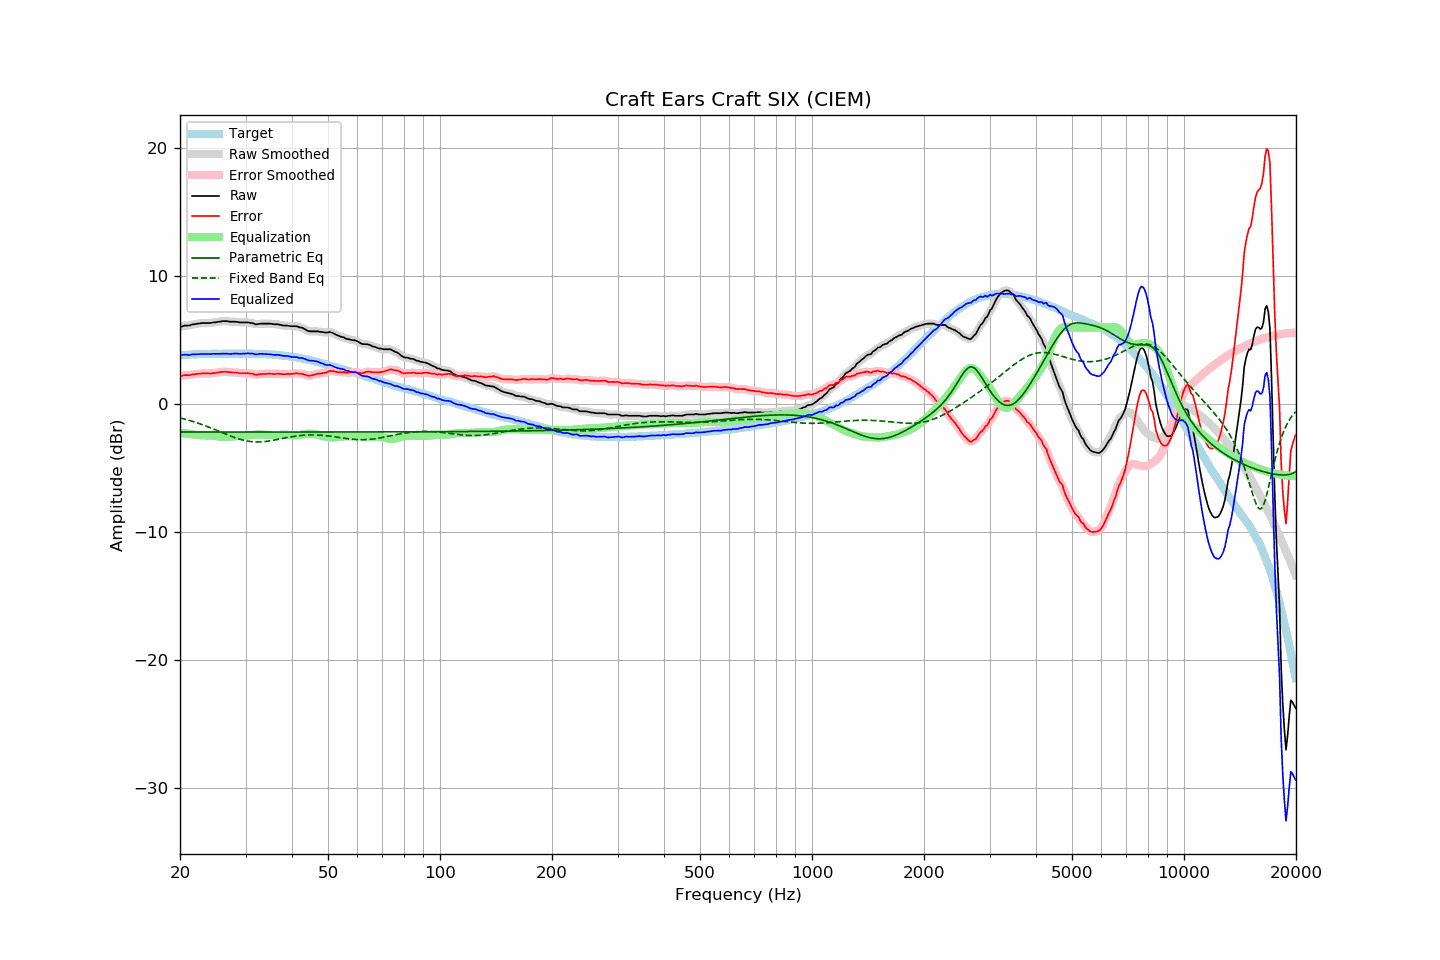 Craft Ears Craft SIX (CIEM)
Target
Raw Smoothed
Error Smoothed
Raw
Error
Equalization
Parametric Eq
Fixed Band Eq
Equalized
20
10
0
−10
−20
−30
Amplitude (dBr)
20 50 100 200 500 1000 2000 5000 10000 20000
Frequency (Hz)